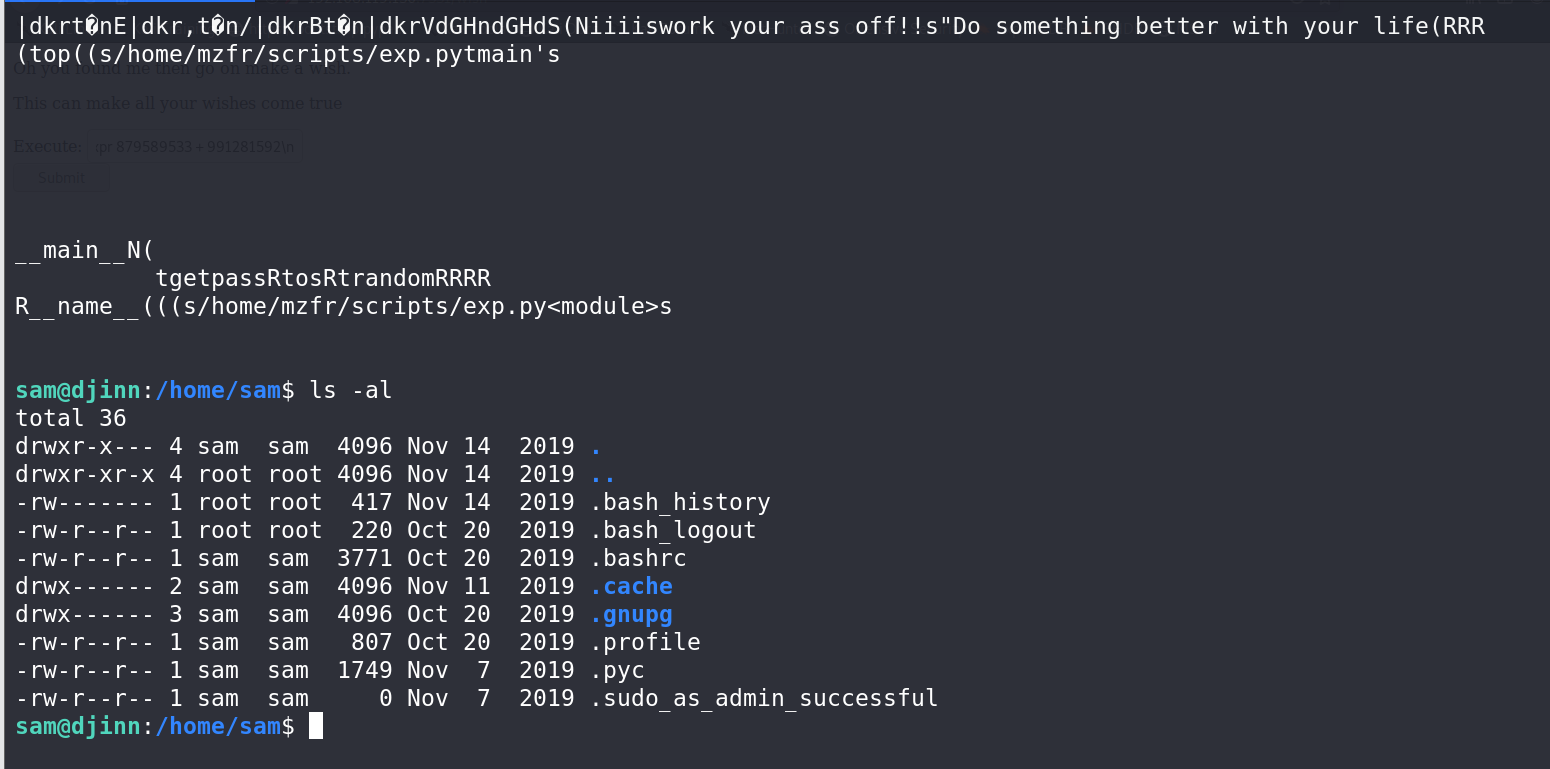 |dkrt�nE|dkr,t�n/|dkrBt�n|dkrVdGHndGHdS(Niiiiswork your ass off!!s"Do something better with your life(RRR
(top((s/home/mzfr/scripts/exp.pytmain's
Oh you found me then go on make a wish.
This can make all your wishes come true
Execute: :pr 879589533+991281592\n
Submit
__main__N(
tgetpassRtosRtrandomRRRR
R__name__(((s/home/mzfr/scripts/exp.py<module>s
sam@djinn:/home/sam$ ls -al
total 36
drwxr-x--- 4 sam  sam  4096 Nov 14  2019 .
drwxr-xr-x 4 root root 4096 Nov 14  2019 ..
-rw------- 1 root root  417 Nov 14  2019 .bash_history
-rw-r--r-- 1 root root  220 Oct 20  2019 .bash_logout
-rw-r--r-- 1 sam  sam  3771 Oct 20  2019 .bashrc
drwx------ 2 sam  sam  4096 Nov 11  2019 .cache
drwx------ 3 sam  sam  4096 Oct 20  2019 .gnupg
-rw-r--r-- 1 sam  sam   807 Oct 20  2019 .profile
-rw-r--r-- 1 sam  sam  1749 Nov  7  2019 .pyc
-rw-r--r-- 1 sam  sam     0 Nov  7  2019 .sudo_as_admin_successful
sam@djinn:/home/sam$